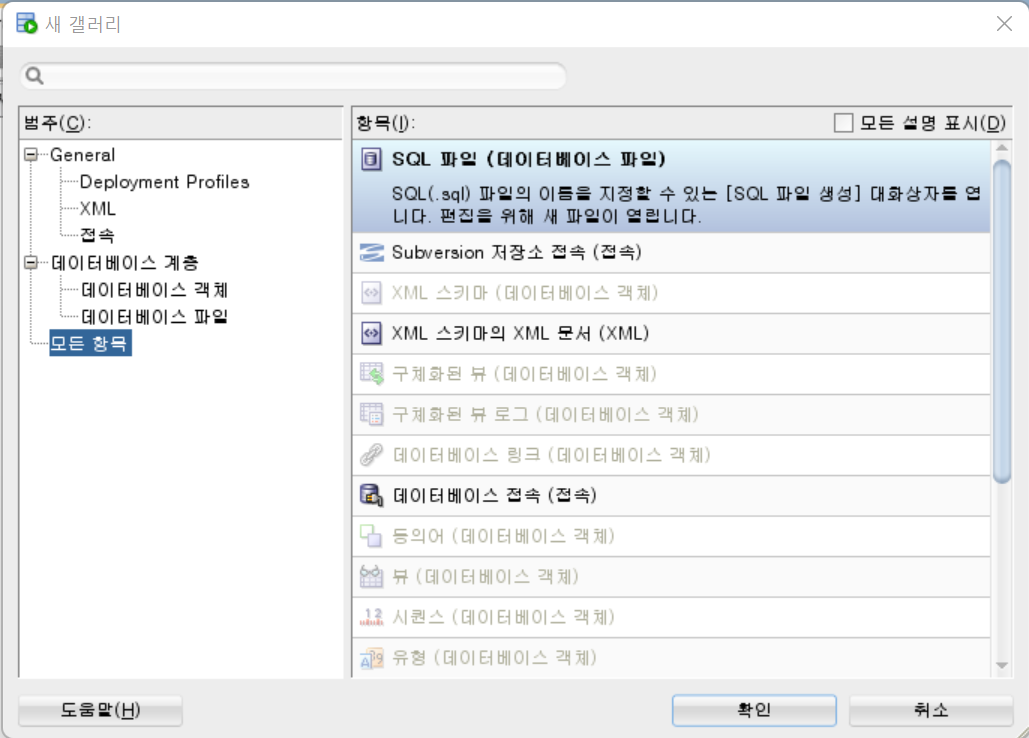 새 갤러리
범주(C):
General
Deployment Profiles
XML
접속
데이터베이스 계층
데이터베이스 객체
데이터베이스 파일
모든 항목
항목(I):
모든 설명 표시(D)
SQL 파일 (데이터베이스 파일)
SQL(.sql) 파일의 이름을 지정할 수 있는 [SQL 파일 생성] 대화상자를 엽
니다. 편집을 위해 새 파일이 열립니다.
Subversion 저장소 접속 (접속)
XML 스키마 (데이터베이스 객체)
XML 스키마의 XML 문서 (XML)
구체화된 뷰 (데이터베이스 객체)
구체화된 뷰 로그 (데이터베이스 객체)
데이터베이스 링크 (데이터베이스 객체)
데이터베이스 접속 (접속)
동의어 (데이터베이스 객체)
뷰 (데이터베이스 객체)
시퀀스 (데이터베이스 객체)
유형 (데이터베이스 객체)
도움말(H)
확인
취소